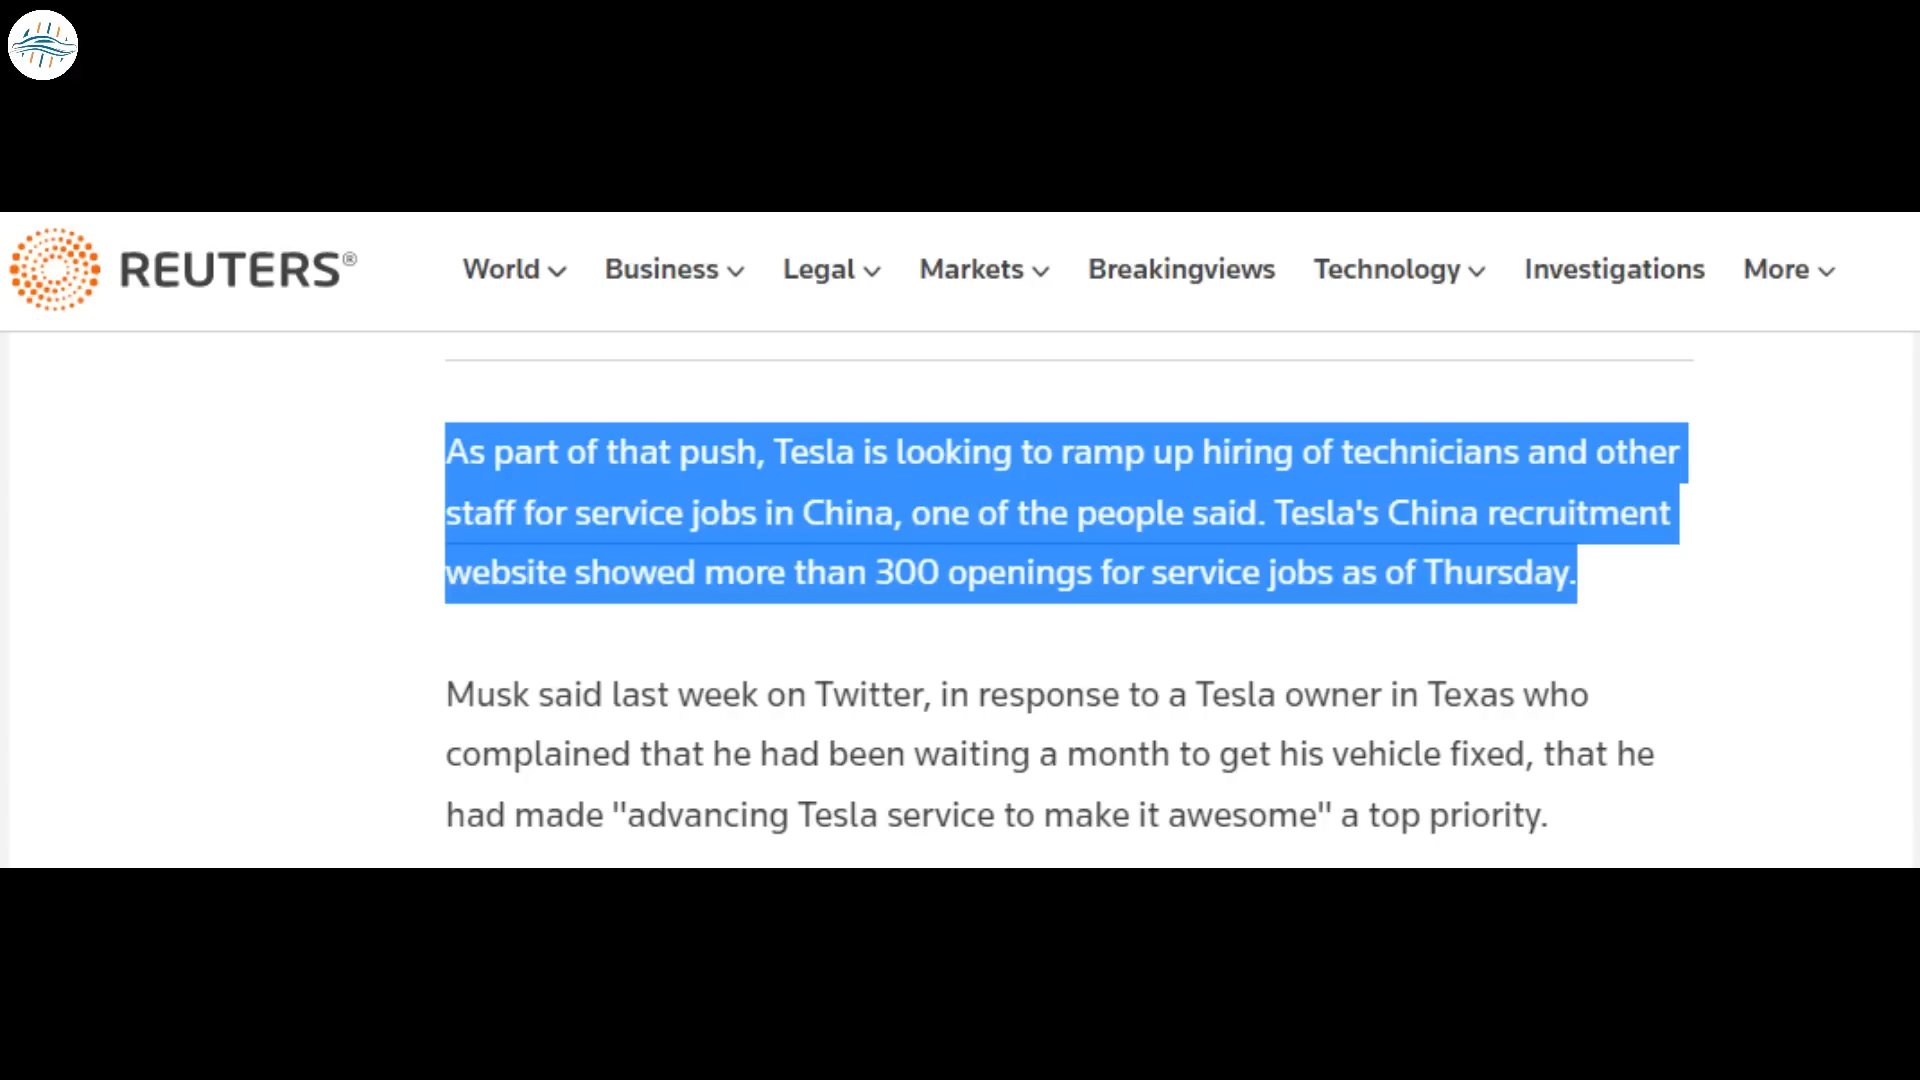 REUTERS®
World Business Legal Markets Breakingviews Technology Investigations More
As part of that push, Tesla is looking to ramp up hiring of technicians and other
staff for service jobs in China, one of the people said. Tesla's China recruitment
website showed more than 300 openings for service jobs as of Thursday.
Musk said last week on Twitter, in response to a Tesla owner in Texas who
complained that he had been waiting a month to get his vehicle fixed, that he
had made "advancing Tesla service to make it awesome" a top priority.